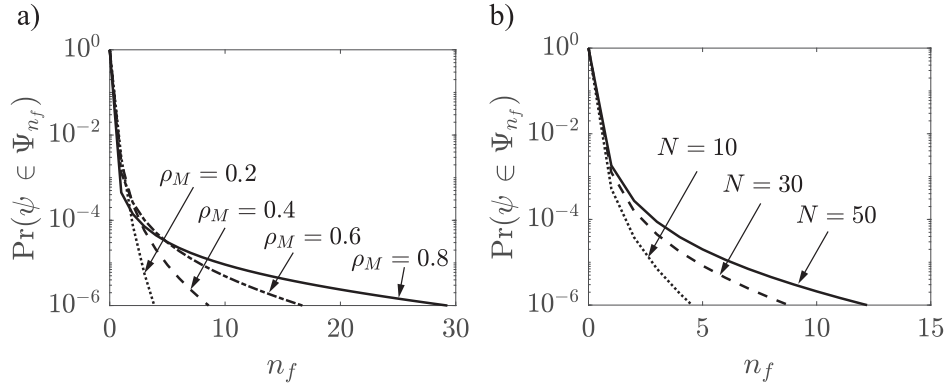 a)
10^0
10^{-2}
10^{-4}
10^{-6}
Pr(ψ ∈ Ψ_{n_f})
ρ_M = 0.2
ρ_M = 0.4
ρ_M = 0.6
ρ_M = 0.8
0 10 20 30
n_f
b)
10^0
10^{-2}
10^{-4}
10^{-6}
Pr(ψ ∈ Ψ_{n_f})
N = 10
N = 30
N = 50
0 5 10 15
n_f